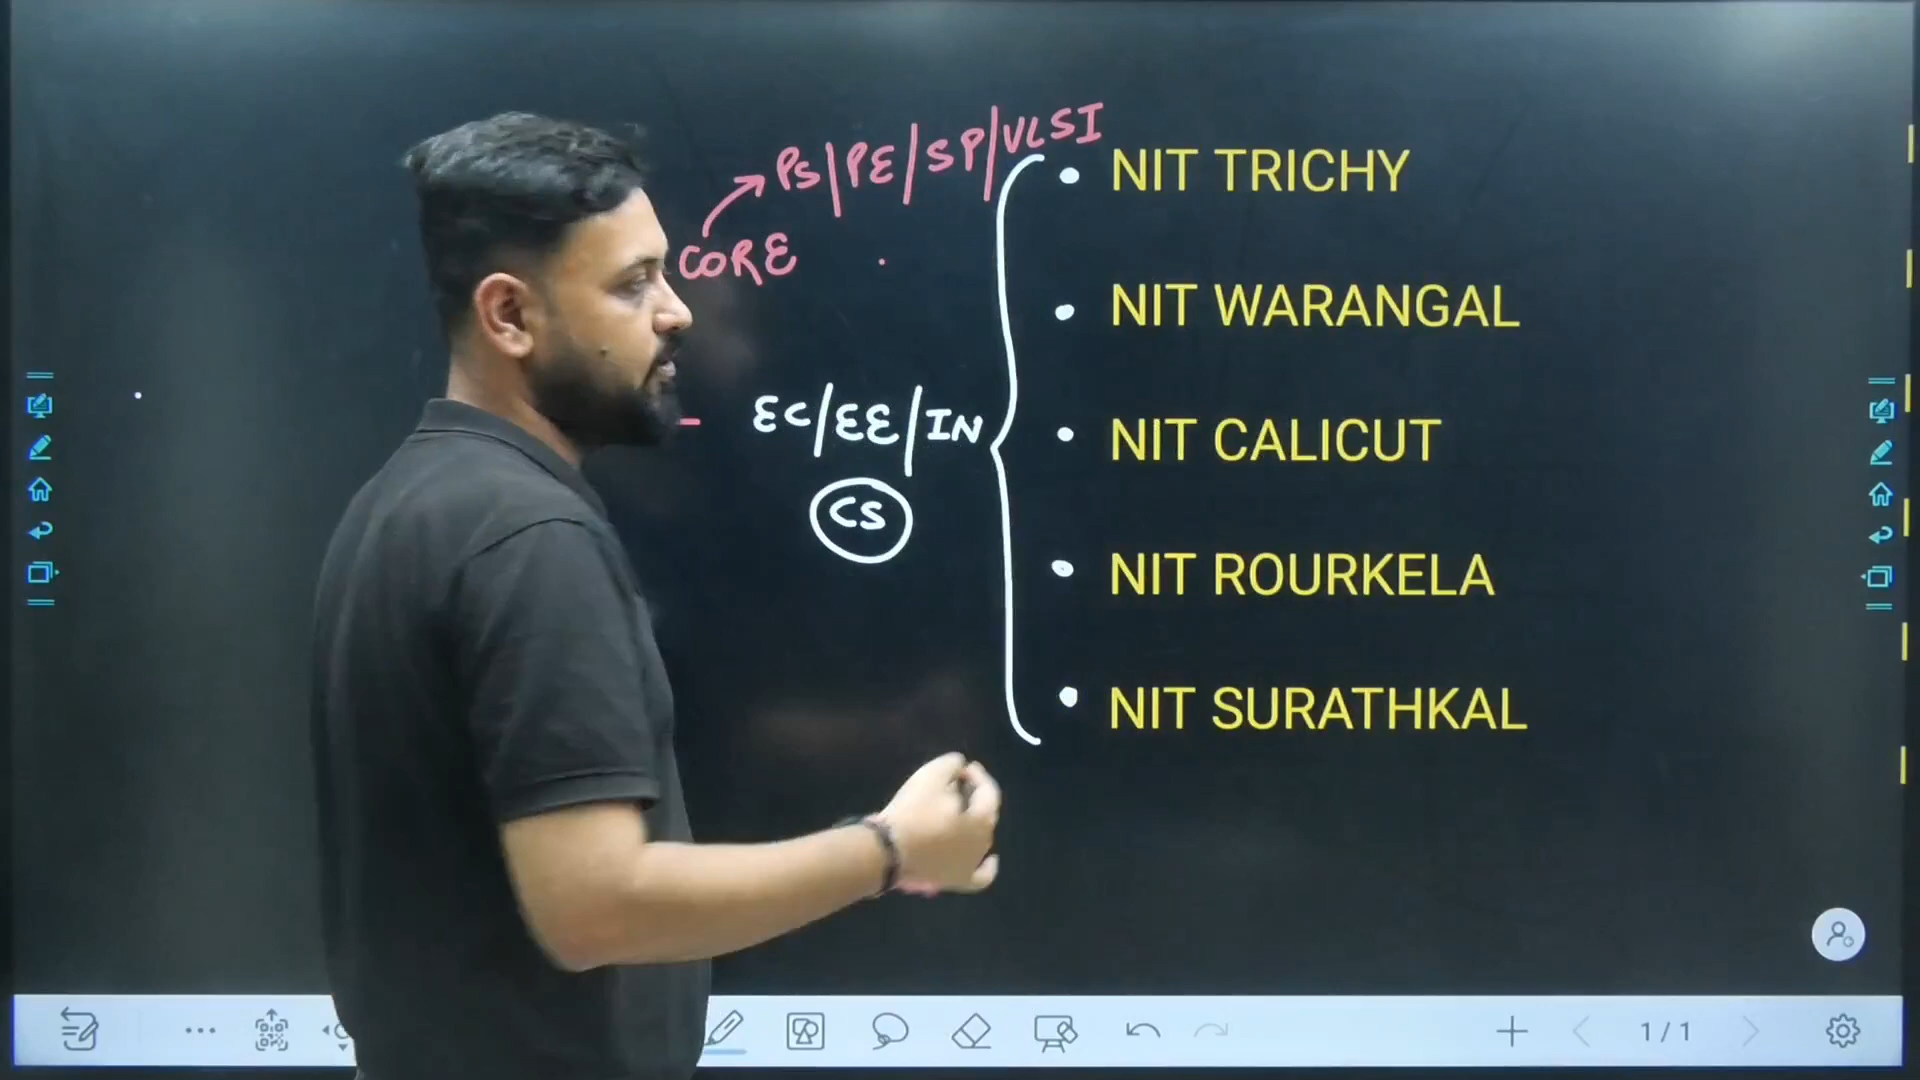 PS/PE/SP/VLSI
CORE
EC/EE/IN
CS
• NIT TRICHY
• NIT WARANGAL
• NIT CALICUT
• NIT ROURKELA
• NIT SURATHKAL
1/1